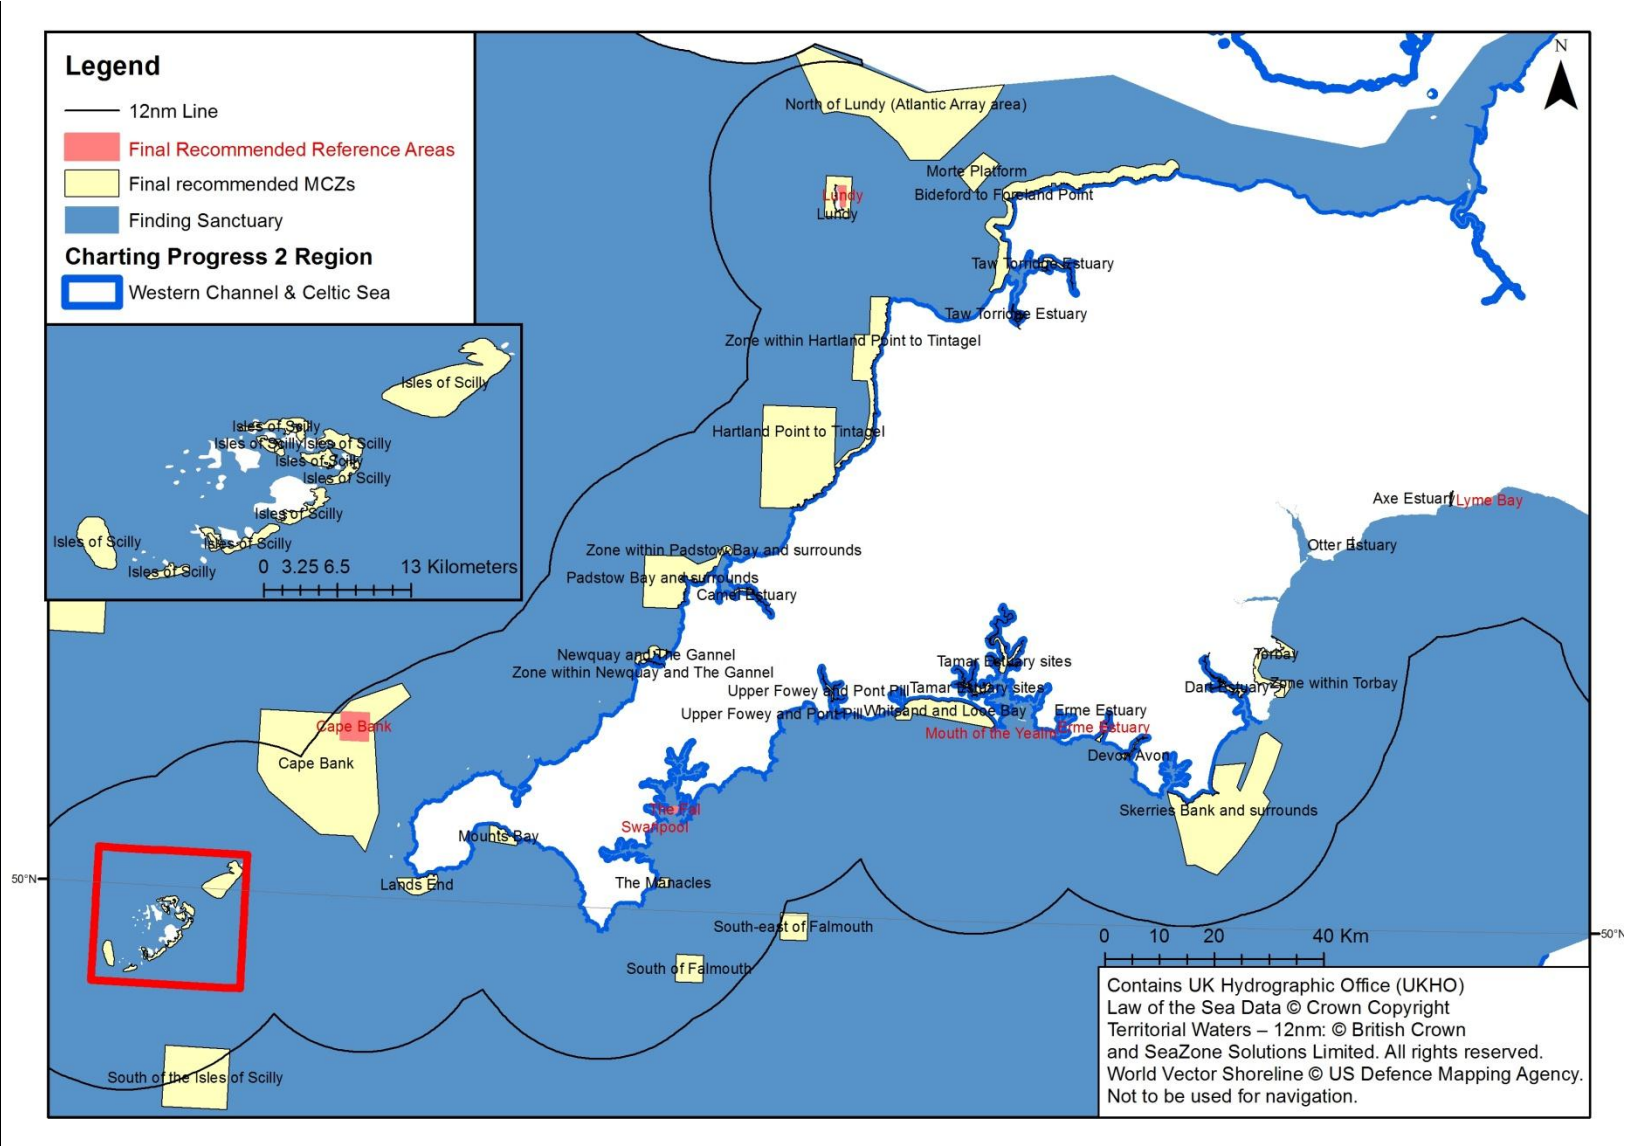 Legend
12nm Line
Final Recommended Reference Areas
Final recommended MCZs
Finding Sanctuary
Charting Progress 2 Region
Western Channel & Celtic Sea
N
North of Lundy (Atlantic Array area)
Morte Platform
Bideford to Foreland Point
Lundy
Lundy
Taw Torridge Estuary
Taw Torridge Estuary
Zone within Hartland Point to Tintagel
Hartland Point to Tintagel
Isles of Scilly
Isles of Scilly
Isles of Scilly
Isles of Scilly
Isles of Scilly
Isles of Scilly
Isles of Scilly
Isles of Scilly
Isles of Scilly
Isles of Scilly
0 3.25 6.5 13 Kilometers
Axe Estuary
Lyme Bay
Otter Estuary
Zone within Padstow Bay and surrounds
Padstow Bay and surrounds
Camel Estuary
Newquay and The Gannel
Zone within Newquay and The Gannel
Tamar Estuary sites
Torbay
Upper Fowey and Pont Pill
Tamar Estuary sites
Dart Estuary
Zone within Torbay
Upper Fowey and Pont Pill
Whitsand and Looe Bay
Erme Estuary
Mouth of the Yealm
Erme Estuary
Cape Bank
Cape Bank
Devon Avon
Skerries Bank and surrounds
The Fal
Swanpool
Mounts Bay
Lands End
The Manacles
50°N
South-east of Falmouth
South of Falmouth
50°N
0 10 20 40 Km
South of the Isles of Scilly
Contains UK Hydrographic Office (UKHO)
Law of the Sea Data © Crown Copyright
Territorial Waters – 12nm: © British Crown
and SeaZone Solutions Limited. All rights reserved.
World Vector Shoreline © US Defence Mapping Agency.
Not to be used for navigation.